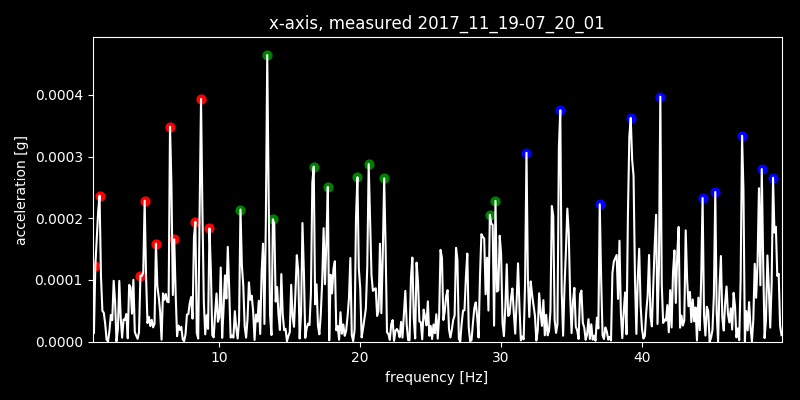 x-axis, measured 2017_11_19-07_20_01
acceleration [g]
0.0004
0.0003
0.0002
0.0001
0.0000
10 20 30 40
frequency [Hz]